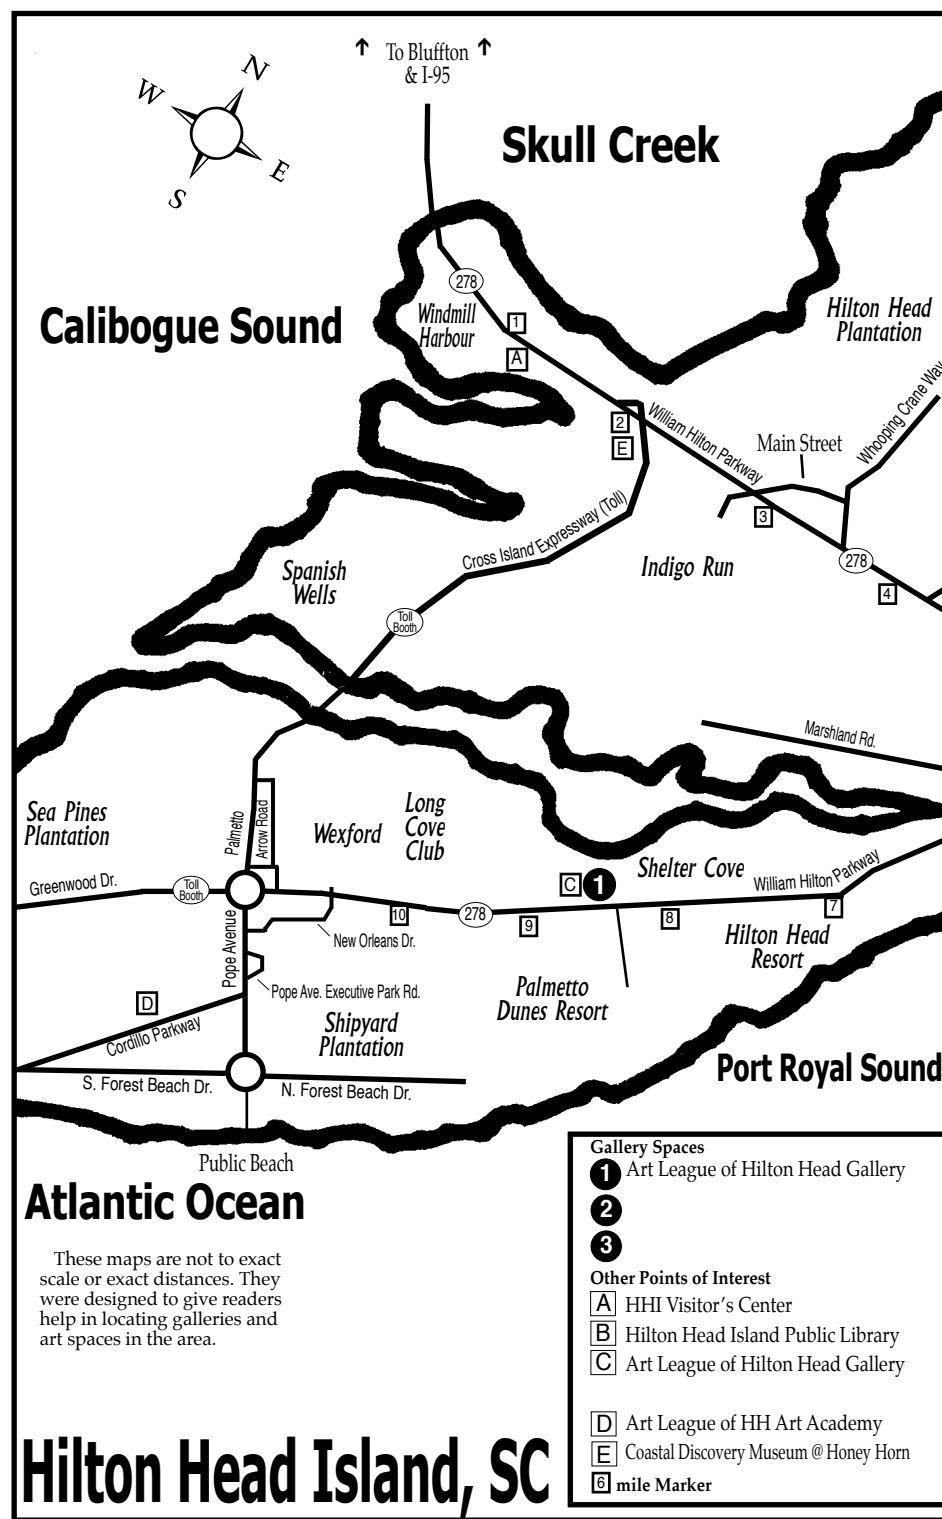 To Bluffton
& I-95
N
W
E
S
Skull Creek
Calibogue Sound
278
Windmill
Harbour
1
A
Hilton Head
Plantation
2
E
William Hilton Parkway
Main Street
Whooping Crane Way
3
Cross Island Expressway (Toll)
Indigo Run
278
4
Spanish
Wells
Toll
Booth
Marshland Rd.
Sea Pines
Plantation
Palmetto
Arrow Road
Wexford
Long
Cove
Club
Shelter Cove
C
1
William Hilton Parkway
Greenwood Dr.
Toll
Booth
10
278
9
8
7
Pope Avenue
New Orleans Dr.
Hilton Head
Resort
Pope Ave. Executive Park Rd.
Palmetto
Dunes Resort
D
Cordillo Parkway
Shipyard
Plantation
Port Royal Sound
S. Forest Beach Dr.
N. Forest Beach Dr.
Public Beach
Atlantic Ocean
These maps are not to exact
scale or exact distances. They
were designed to give readers
help in locating galleries and
art spaces in the area.
Hilton Head Island, SC
Gallery Spaces
1 Art League of Hilton Head Gallery
2
3
Other Points of Interest
A HHI Visitor's Center
B Hilton Head Island Public Library
C Art League of Hilton Head Gallery
D Art League of HH Art Academy
E Coastal Discovery Museum @ Honey Horn
6 mile Marker